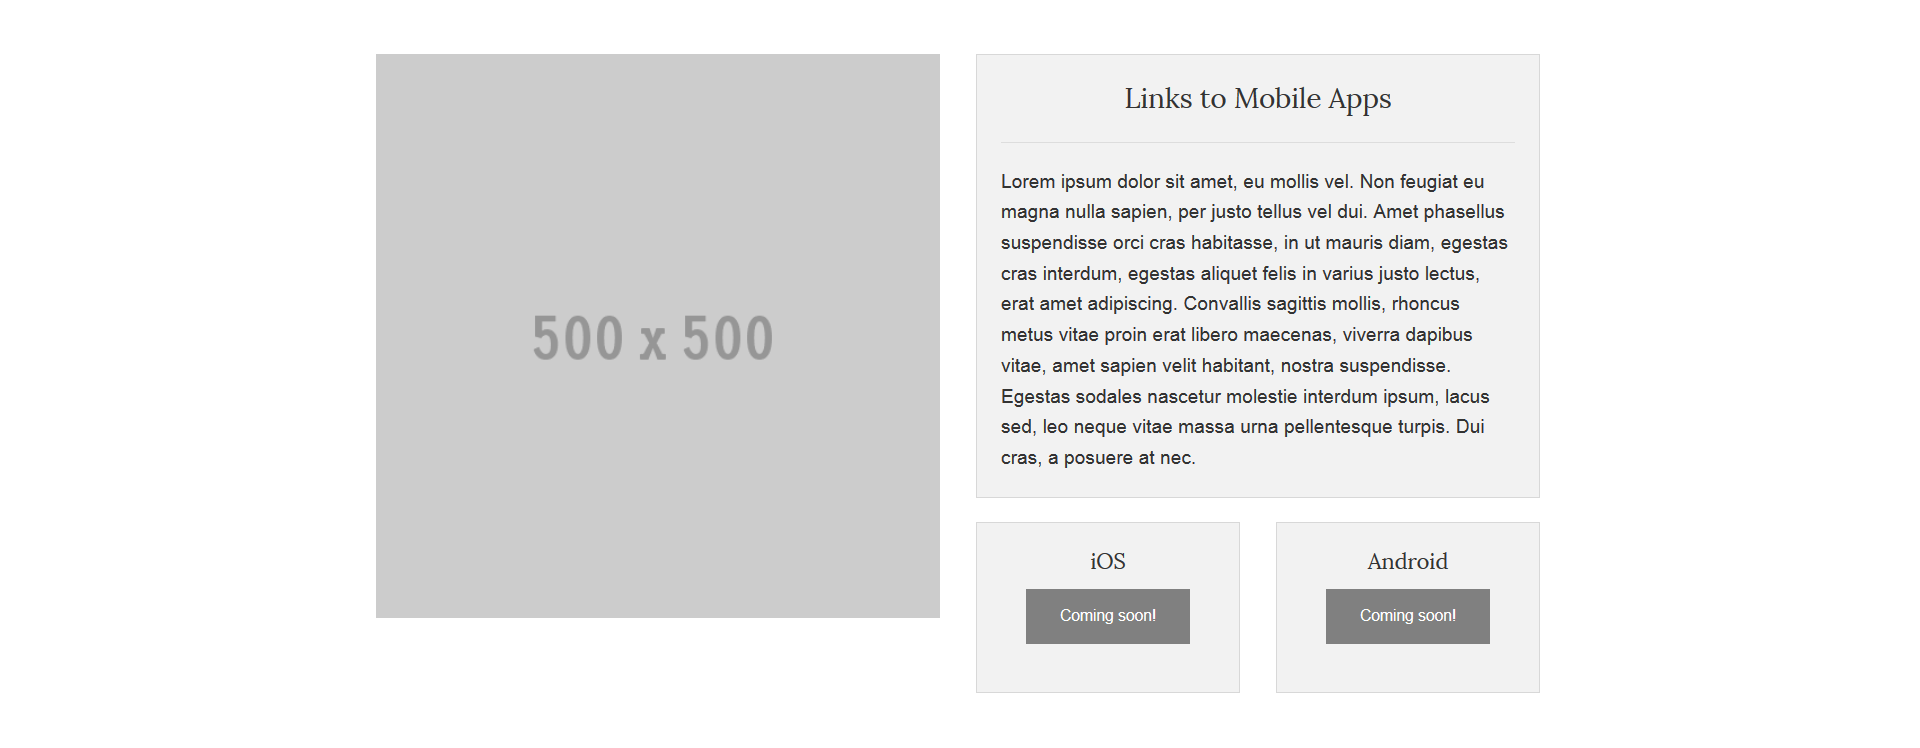 500 x 500
Links to Mobile Apps
Lorem ipsum dolor sit amet, eu mollis vel. Non feugiat eu
magna nulla sapien, per justo tellus vel dui. Amet phasellus
suspendisse orci cras habitasse, in ut mauris diam, egestas
cras interdum, egestas aliquet felis in varius justo lectus,
erat amet adipiscing. Convallis sagittis mollis, rhoncus
metus vitae proin erat libero maecenas, viverra dapibus
vitae, amet sapien velit habitant, nostra suspendisse.
Egestas sodales nascetur molestie interdum ipsum, lacus
sed, leo neque vitae massa urna pellentesque turpis. Dui
cras, a posuere at nec.
iOS
Coming soon!
Android
Coming soon!